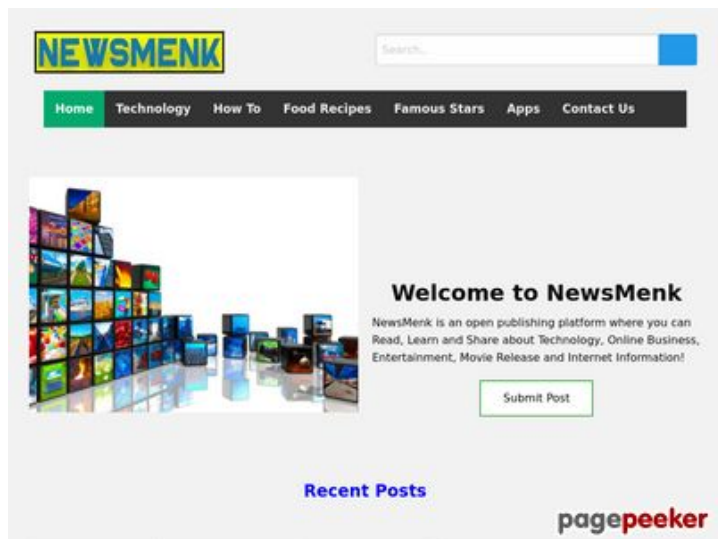 NEWSMENK
Search...
Home Technology How To Food Recipes Famous Stars Apps Contact Us
Welcome to NewsMenk
NewsMenk is an open publishing platform where you can
Read, Learn and Share about Technology, Online Business,
Entertainment, Movie Release and Internet Information!
Submit Post
Recent Posts
pagepeeker